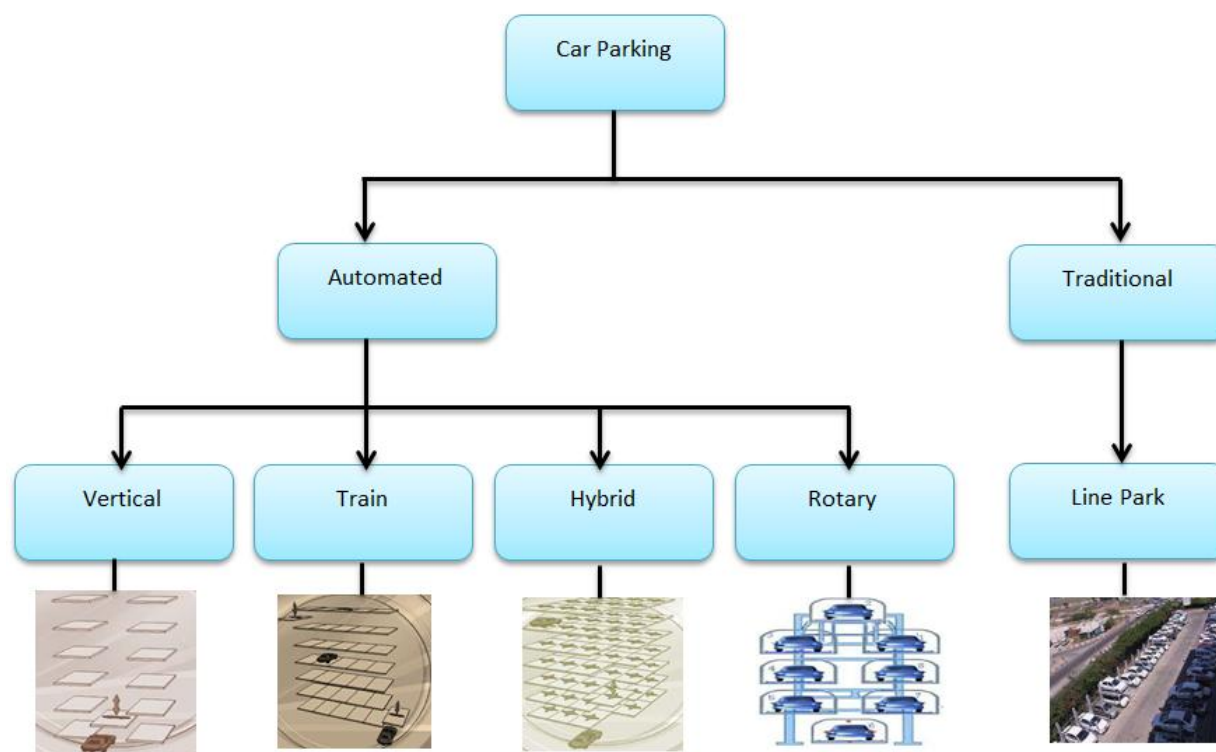 Car Parking
Automated
Traditional
Vertical
Train
Hybrid
Rotary
Line Park